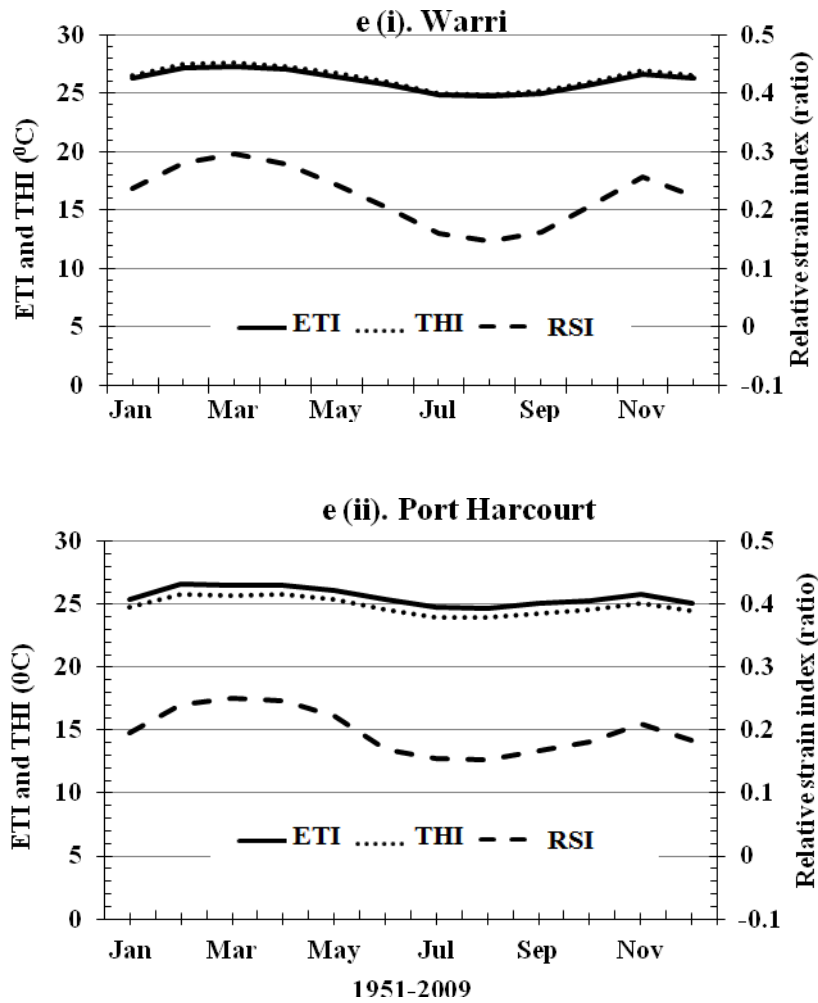 e (i). Warri
30
25
20
15
10
5
0
ETI and THI (⁰C)
0.5
0.4
0.3
0.2
0.1
0
-0.1
Relative strain index (ratio)
ETI THI RSI
Jan Mar May Jul Sep Nov
e (ii). Port Harcourt
30
25
20
15
10
5
0
ETI and THI (0C)
0.5
0.4
0.3
0.2
0.1
0
-0.1
Relative strain index (ratio)
ETI THI RSI
Jan Mar May Jul Sep Nov
1951-2009